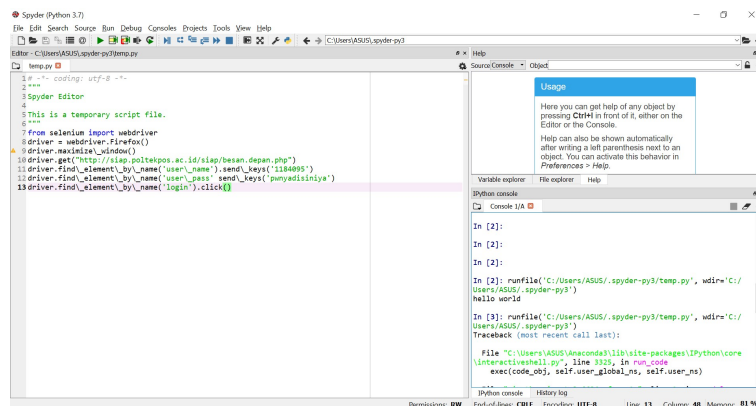 Spyder (Python 3.7)
File Edit Search Source Run Debug Consoles Projects Tools View Help
C:\Users\ASUS\.spyder-py3
Editor - C:\Users\ASUS\.spyder-py3\temp.py
temp.py
1 # -*- coding: utf-8 -*-
2 """
3 Spyder Editor
4
5 This is a temporary script file.
6 """
7 from selenium import webdriver
8 driver = webdriver.Firefox()
9 driver.maximize\_window()
10 driver.get("http://siap.poltekpos.ac.id/siap/besan.depan.php")
11 driver.find\_element\_by\_name('user\_name').send\_keys('1184095')
12 driver.find\_element\_by\_name('user\_pass' send\_keys('pwnyadisiniya')
13 driver.find\_element\_by\_name('login').click()
Help
Source Console Object
Usage
Here you can get help of any object by
pressing Ctrl+I in front of it, either on the
Editor or the Console.
Help can also be shown automatically
after writing a left parenthesis next to an
object. You can activate this behavior in
Preferences > Help.
Variable explorer File explorer Help
IPython console
Console 1/A
In [2]:
In [2]:
In [2]:
In [2]: runfile('C:/Users/ASUS/.spyder-py3/temp.py', wdir='C:/
Users/ASUS/.spyder-py3')
hello world
In [3]: runfile('C:/Users/ASUS/.spyder-py3/temp.py', wdir='C:/
Users/ASUS/.spyder-py3')
Traceback (most recent call last):
File "C:\Users\ASUS\Anaconda3\lib\site-packages\IPython\core
\interactiveshell.py", line 3325, in run_code
exec(code_obj, self.user_global_ns, self.user_ns)
IPython console History log
Permissions: RW End-of-lines: CRLF Encoding: UTF-8 Line: 13 Column: 48 Memory: 81 %